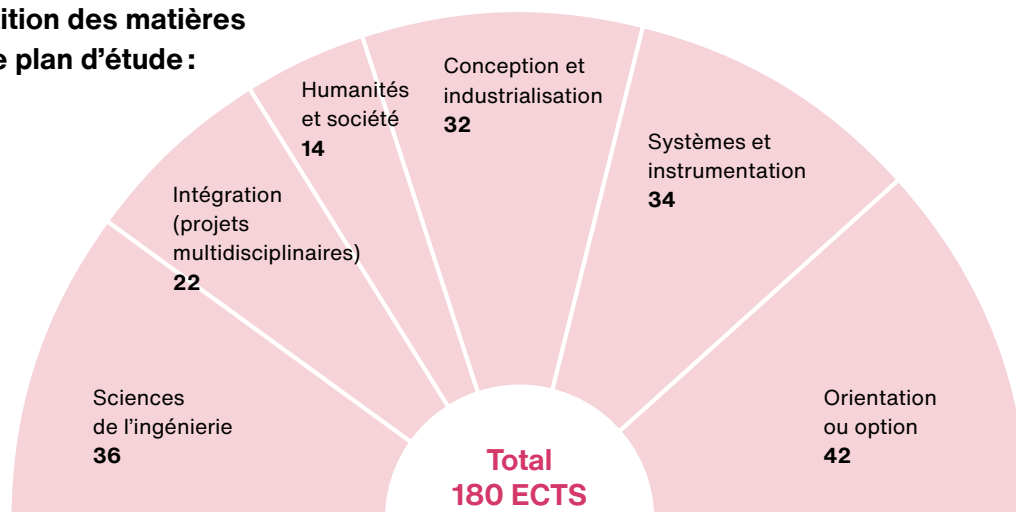 tition des matières
e plan d'étude :
Sciences
de l'ingénierie
36
Intégration
(projets
multidisciplinaires)
22
Humanités
et société
14
Conception et
industrialisation
32
Systèmes et
instrumentation
34
Orientation
ou option
42
Total
180 ECTS